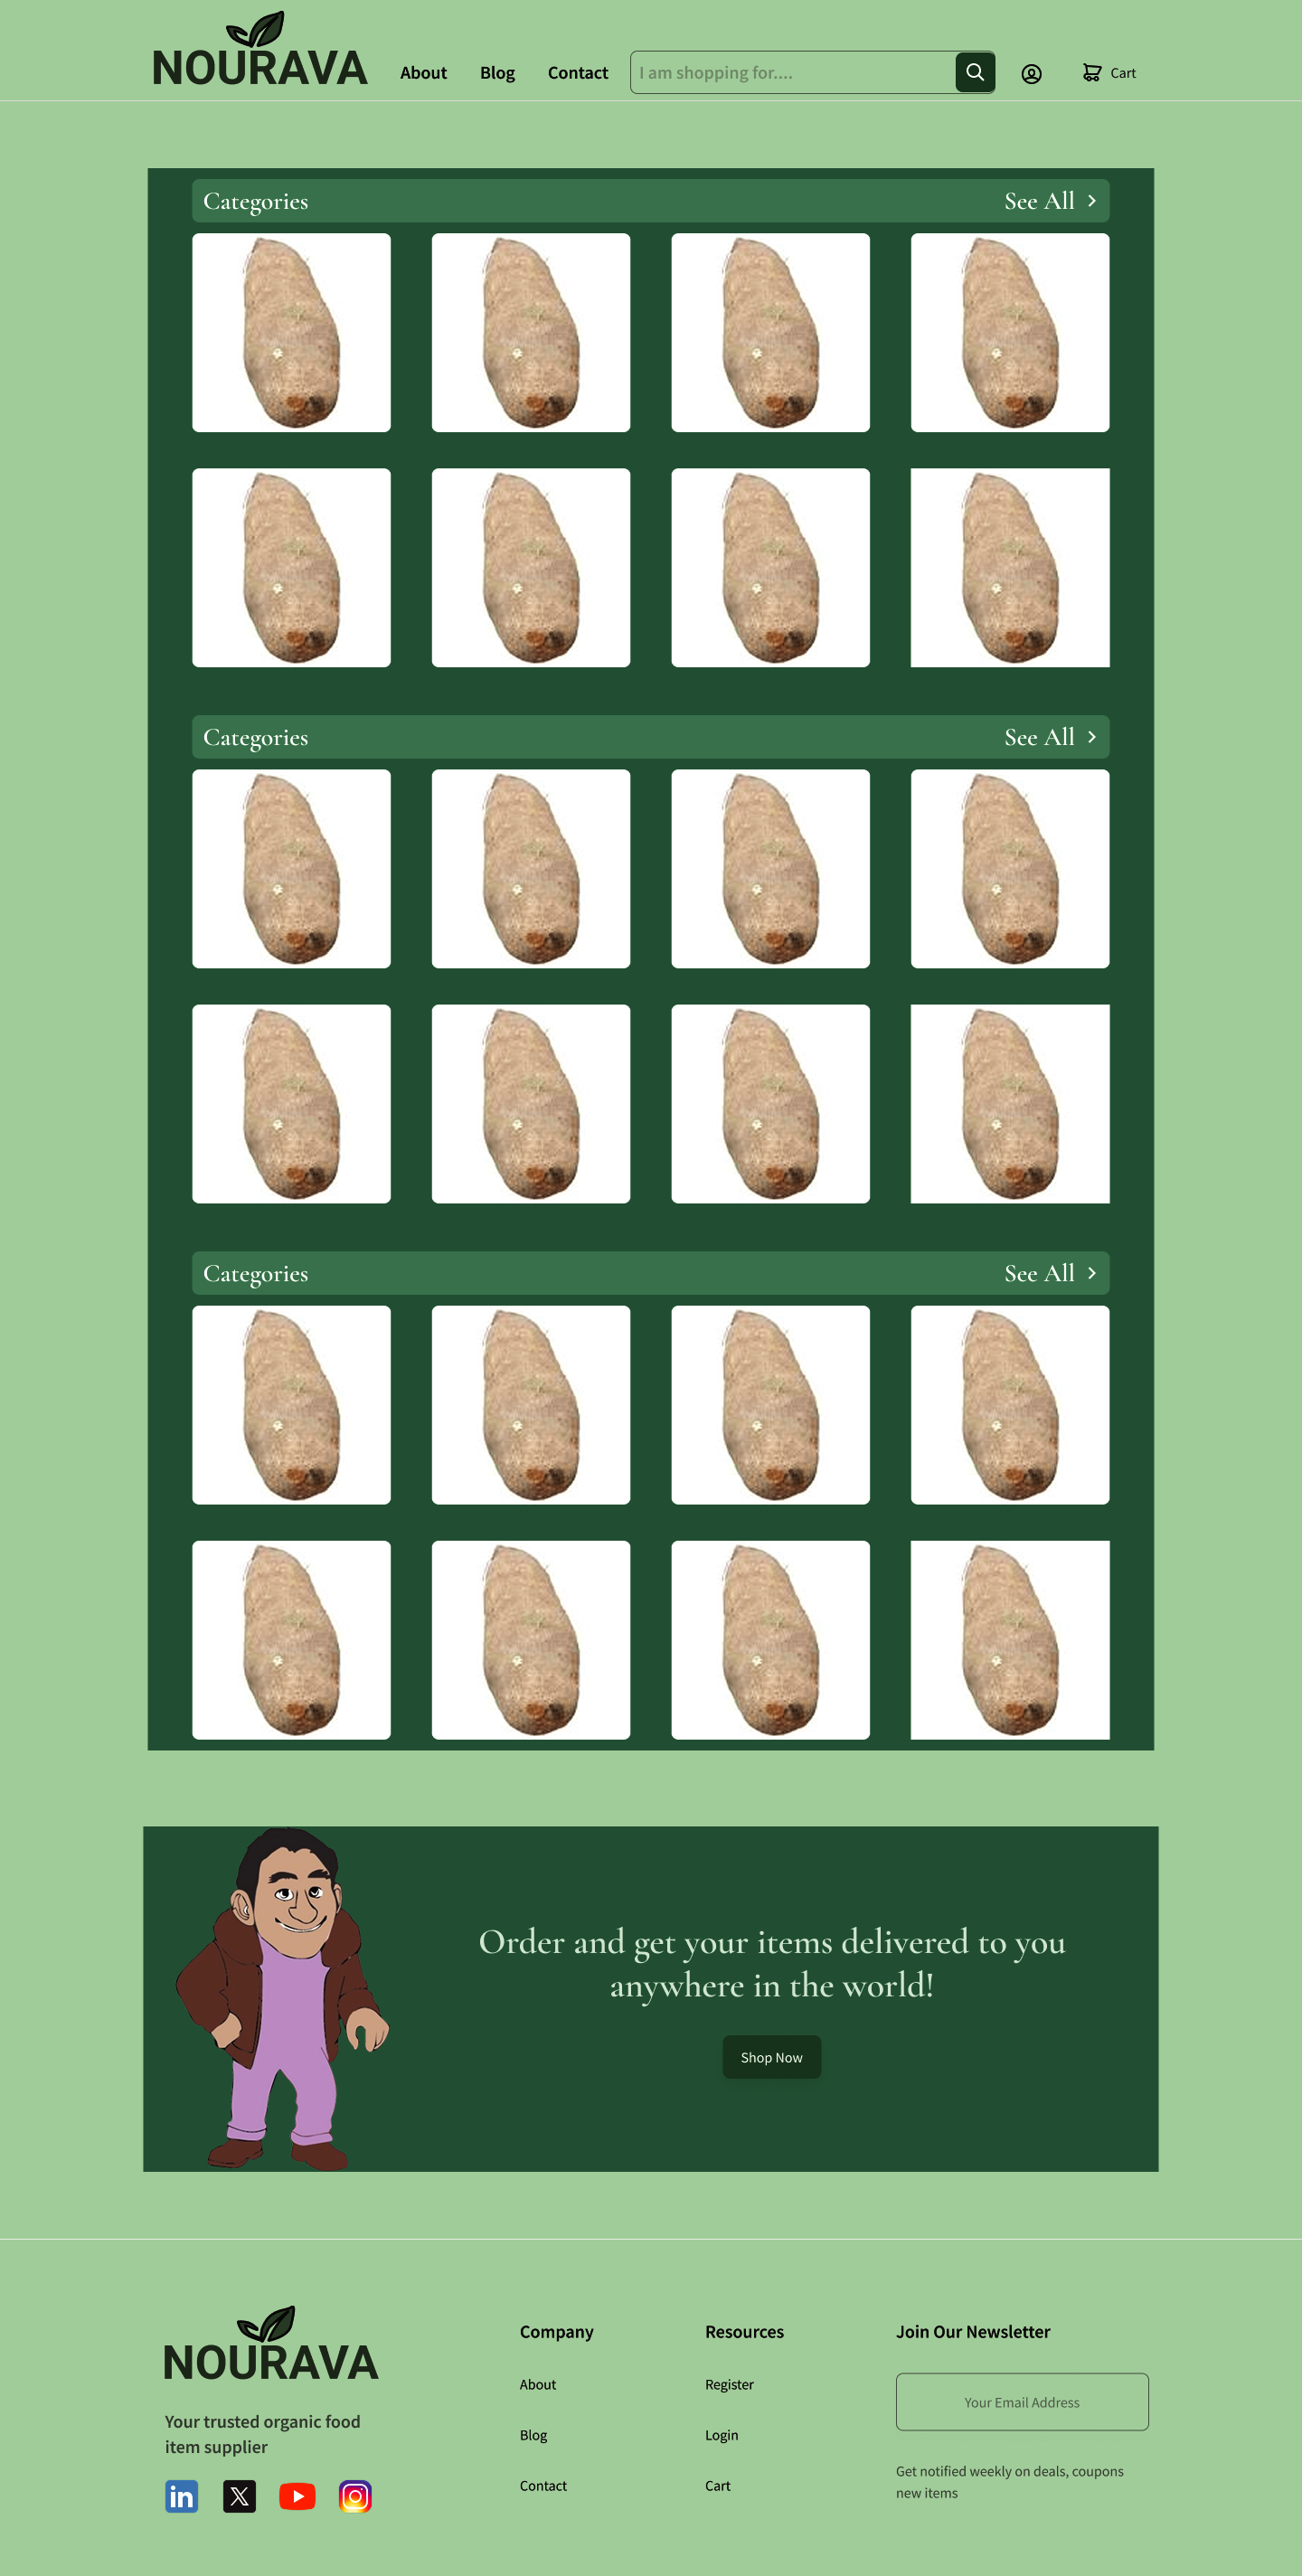 NOURAVA
About
Blog
Contact
I am shopping for....
Cart
Categories
See All
Categories
See All
Categories
See All
Order and get your items delivered to you
anywhere in the world!
Shop Now
NOURAVA
Your trusted organic food
item supplier
in
X
Company
About
Blog
Contact
Resources
Register
Login
Cart
Join Our Newsletter
Your Email Address
Get notified weekly on deals, coupons
new items